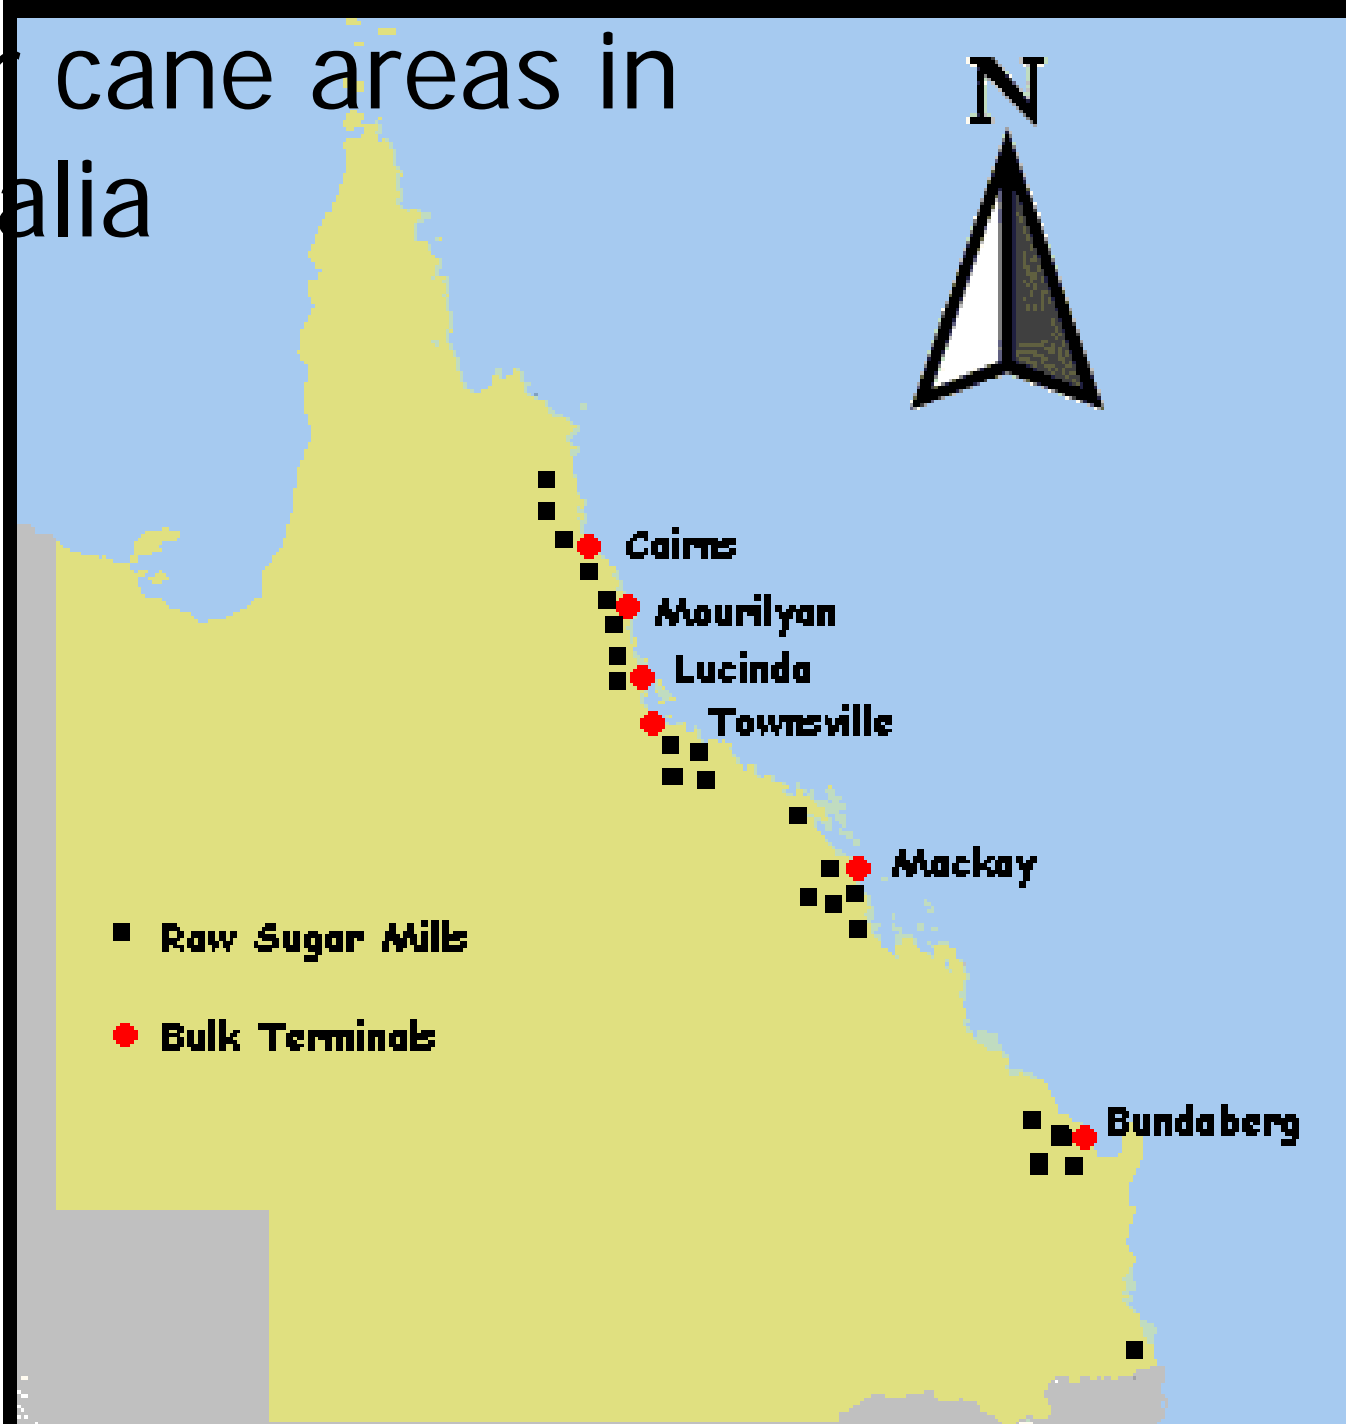 r cane areas in
alia
N
Cairns
Mourilyan
Lucinda
Townsville
Mackay
Raw Sugar Mills
Bulk Terminals
Bundaberg